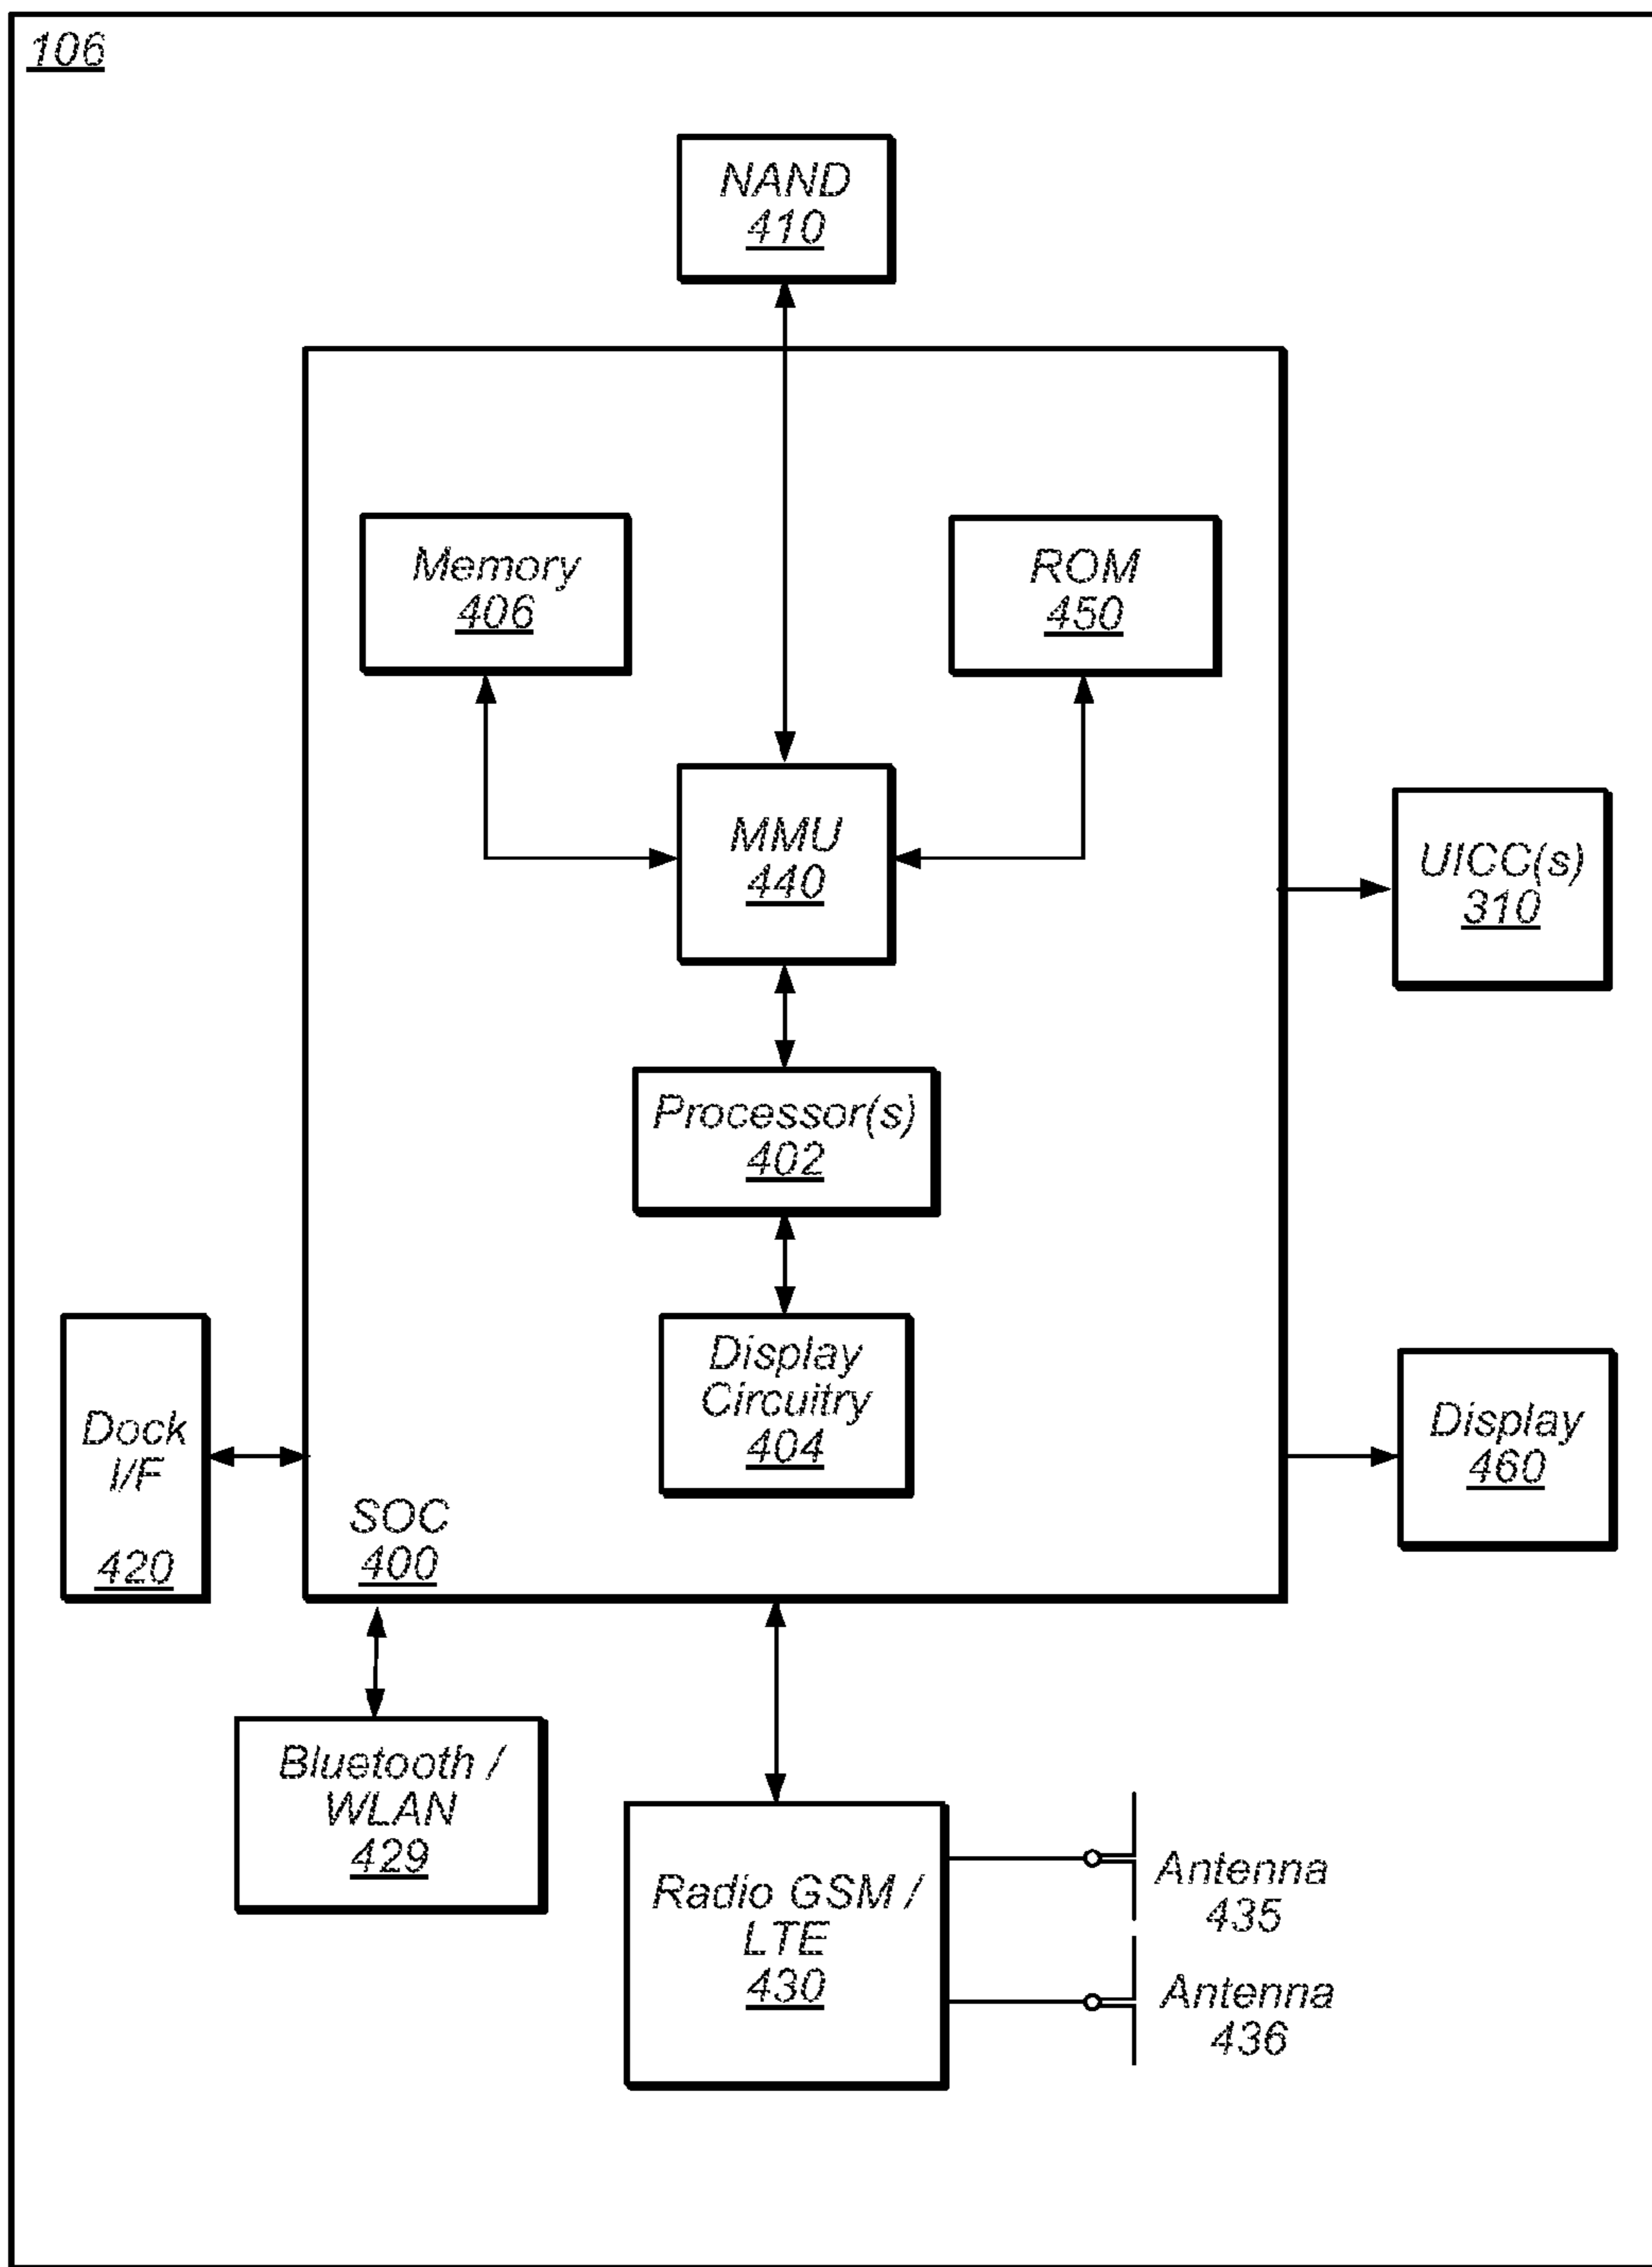 106
NAND
410
Memory
406
ROM
450
MMU
440
UICC(s)
310
Processor(s)
402
Display
Circuitry
404
Dock
I/F
420
Display
460
SOC
400
Bluetooth /
WLAN
429
Radio GSM /
LTE
430
Antenna
435
Antenna
436